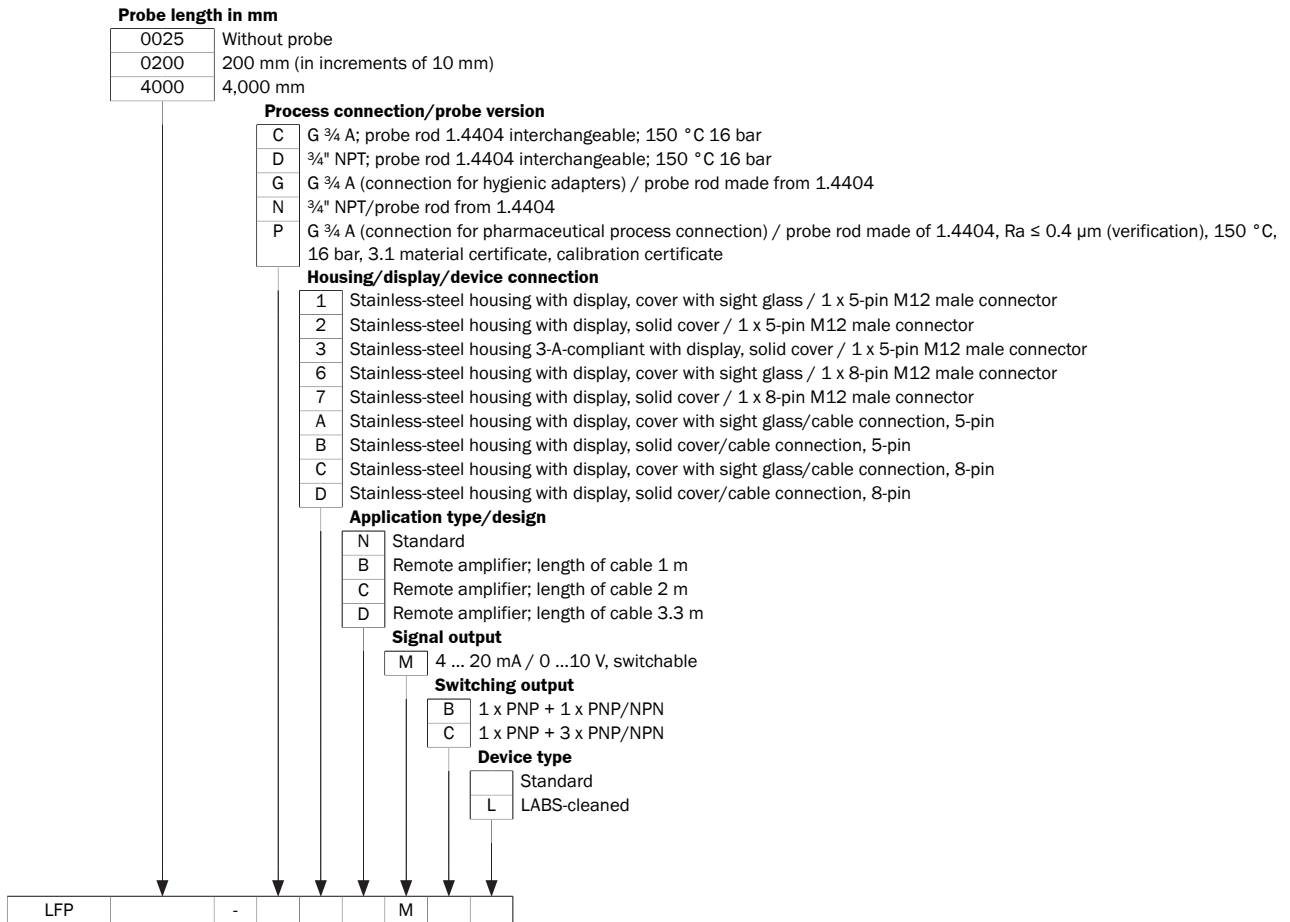 Probe length in mm
0025 Without probe
0200 200 mm (in increments of 10 mm)
4000 4,000 mm
Process connection/probe version
C G ¾ A; probe rod 1.4404 interchangeable; 150 °C 16 bar
D ¾" NPT; probe rod 1.4404 interchangeable; 150 °C 16 bar
G G ¾ A (connection for hygienic adapters) / probe rod made from 1.4404
N ¾" NPT/probe rod from 1.4404
P G ¾ A (connection for pharmaceutical process connection) / probe rod made of 1.4404, Ra ≤ 0.4 µm (verification), 150 °C,
16 bar, 3.1 material certificate, calibration certificate
Housing/display/device connection
1 Stainless-steel housing with display, cover with sight glass / 1 x 5-pin M12 male connector
2 Stainless-steel housing with display, solid cover / 1 x 5-pin M12 male connector
3 Stainless-steel housing 3-A-compliant with display, solid cover / 1 x 5-pin M12 male connector
6 Stainless-steel housing with display, cover with sight glass / 1 x 8-pin M12 male connector
7 Stainless-steel housing with display, solid cover / 1 x 8-pin M12 male connector
A Stainless-steel housing with display, cover with sight glass/cable connection, 5-pin
B Stainless-steel housing with display, solid cover/cable connection, 5-pin
C Stainless-steel housing with display, cover with sight glass/cable connection, 8-pin
D Stainless-steel housing with display, solid cover/cable connection, 8-pin
Application type/design
N Standard
B Remote amplifier; length of cable 1 m
C Remote amplifier; length of cable 2 m
D Remote amplifier; length of cable 3.3 m
Signal output
M 4 ... 20 mA / 0 ...10 V, switchable
Switching output
B 1 x PNP + 1 x PNP/NPN
C 1 x PNP + 3 x PNP/NPN
Device type
Standard
L LABS-cleaned
LFP - M